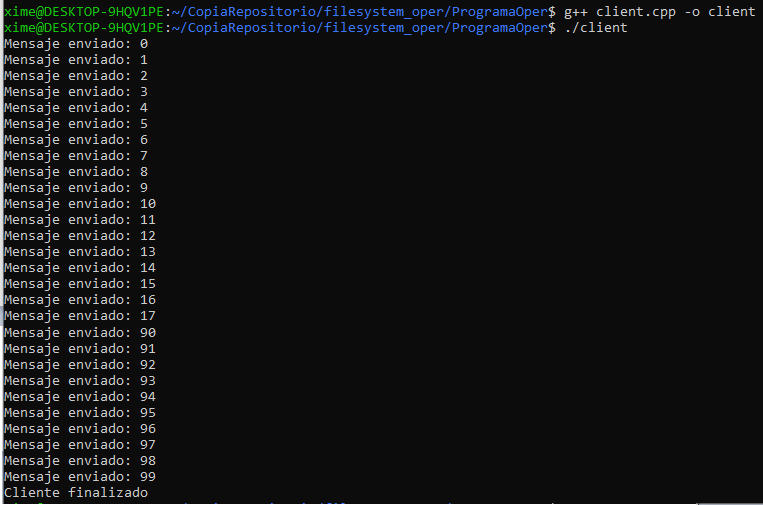 xime@DESKTOP-9HQV1PE:~/CopiaRepositorio/filesystem_oper/ProgramaOper$ g++ client.cpp -o client
xime@DESKTOP-9HQV1PE:~/CopiaRepositorio/filesystem_oper/ProgramaOper$ ./client
Mensaje enviado: 0
Mensaje enviado: 1
Mensaje enviado: 2
Mensaje enviado: 3
Mensaje enviado: 4
Mensaje enviado: 5
Mensaje enviado: 6
Mensaje enviado: 7
Mensaje enviado: 8
Mensaje enviado: 9
Mensaje enviado: 10
Mensaje enviado: 11
Mensaje enviado: 12
Mensaje enviado: 13
Mensaje enviado: 14
Mensaje enviado: 15
Mensaje enviado: 16
Mensaje enviado: 17
Mensaje enviado: 90
Mensaje enviado: 91
Mensaje enviado: 92
Mensaje enviado: 93
Mensaje enviado: 94
Mensaje enviado: 95
Mensaje enviado: 96
Mensaje enviado: 97
Mensaje enviado: 98
Mensaje enviado: 99
Cliente finalizado